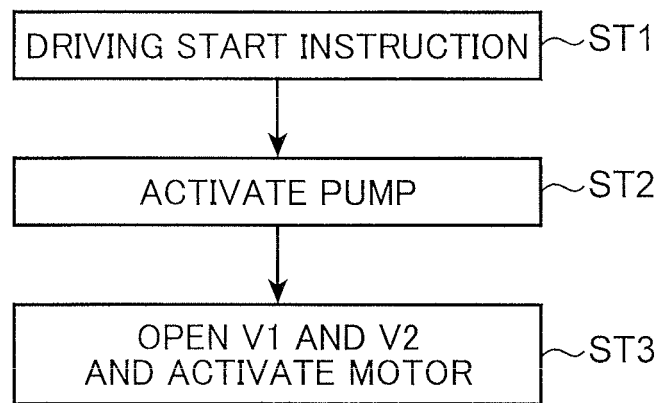 DRIVING START INSTRUCTION
ST1
ACTIVATE PUMP
ST2
OPEN V1 AND V2
AND ACTIVATE MOTOR
ST3